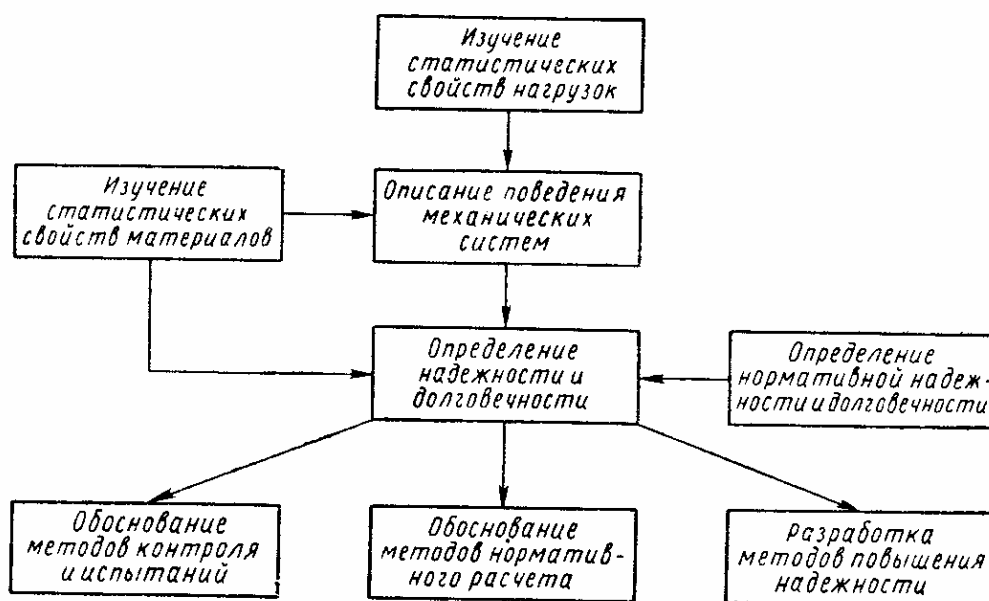 Изучение
статистических
свойств нагрузок
Изучение
статистических
свойств материалов
Описание поведения
механических
систем
Определение
надежности и
долговечности
Определение
нормативной надеж-
ности и долговечности
Обоснование
методов контроля
и испытаний
Обоснование
методов норматив-
ного расчета
Разработка
методов повышения
надежности